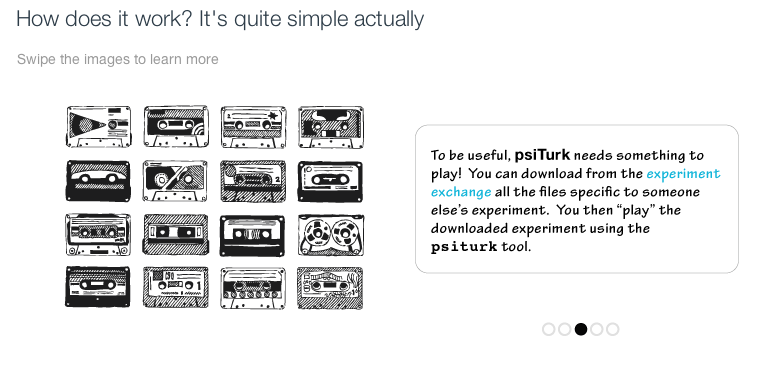 How does it work? It's quite simple actually
Swipe the images to learn more
To be useful, psiTurk needs something to
play! You can download from the experiment
exchange all the files specific to someone
else's experiment. You then "play" the
downloaded experiment using the
psiturk tool.